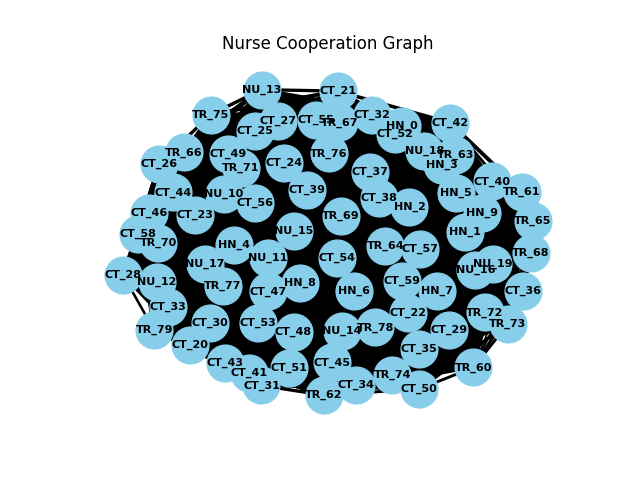 Nurse Cooperation Graph
NU_13
CT_21
TR_75
CT_27
CT_55
TR_67
CT_32
HN_0
CT_42
CT_25
CT_52
TR_66
CT_49
TR_76
NU_18
TR_63
CT_26
TR_71
CT_24
HN_3
CT_37
CT_40
CT_44
NU_10
CT_39
HN_5
TR_61
CT_46
CT_23
CT_56
CT_38
HN_2
HN_9
TR_69
TR_65
CT_58
TR_70
HN_4
NU_15
HN_1
TR_64
CT_57
TR_68
NU_17
NU_11
CT_54
NU_16
NU_19
CT_28
NU_12
TR_77
CT_47
HN_8
HN_6
CT_59
HN_7
CT_36
CT_33
CT_22
TR_72
TR_79
CT_30
CT_53
CT_48
NU_14
TR_78
CT_29
TR_73
CT_20
CT_35
CT_43
CT_41
CT_51
CT_45
TR_60
CT_31
TR_62
CT_34
TR_74
CT_50